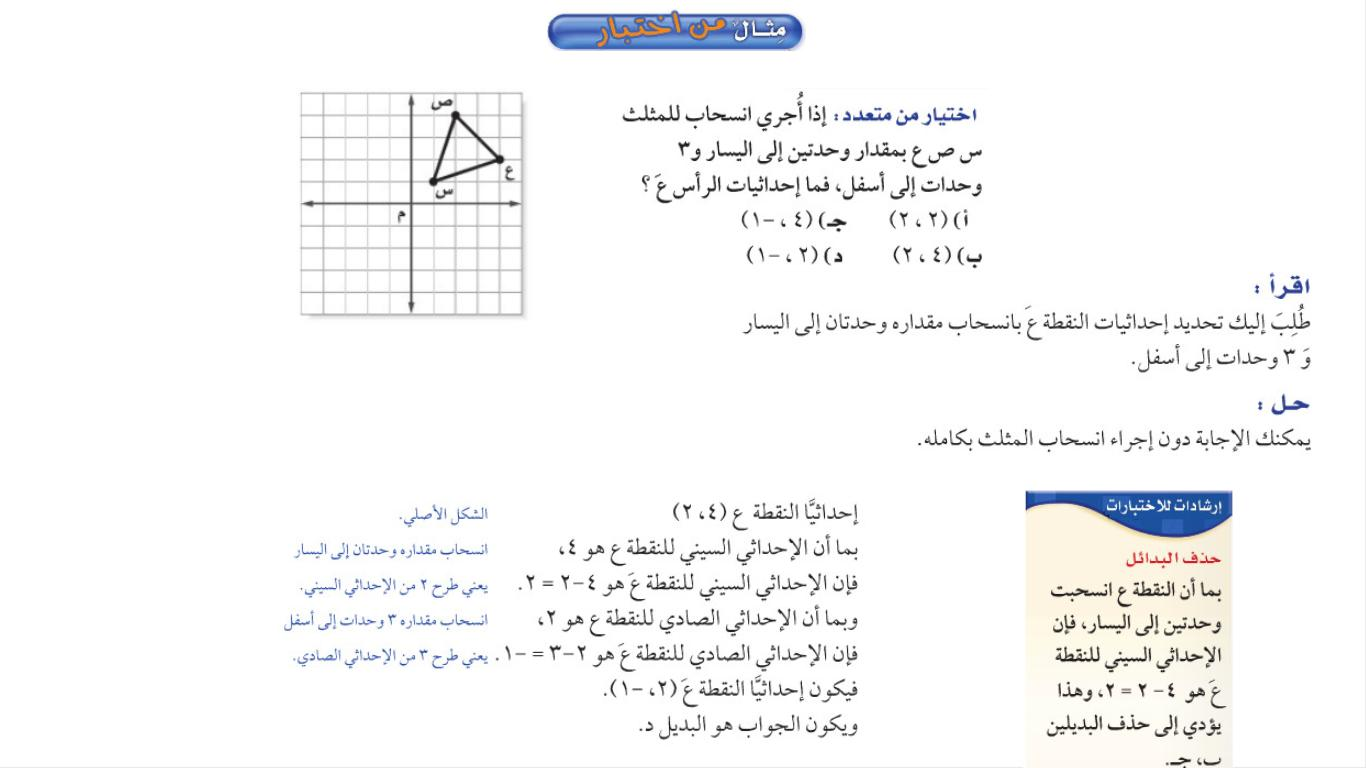 مِثـال من اختبار
اختيار من متعدد: إذا أُجري انسحاب للمثلث
س ص ع بمقدار وحدتين إلى اليسار و٣
وحدات إلى أسفل، فما إحداثيات الرأس عَ ؟
أ) (٢ ، ٢) جـ) (٤ ، -١)
ب) (٤ ، ٢) د) (٢ ، -١)
ص
ع
س
م
اقرأ :
طُلِبَ إليك تحديد إحداثيات النقطة عَ بانسحاب مقداره وحدتان إلى اليسار
وَ ٣ وحدات إلى أسفل.
حـل :
يمكنك الإجابة دون إجراء انسحاب المثلث بكامله.
إحداثيَّا النقطة ع (٤، ٢) الشكل الأصلي.
بما أن الإحداثي السيني للنقطة ع هو ٤، انسحاب مقداره وحدتان إلى اليسار
فإن الإحداثي السيني للنقطة عَ هو ٤-٢ = ٢. يعني طرح ٢ من الإحداثي السيني.
وبما أن الإحداثي الصادي للنقطة ع هو ٢، انسحاب مقداره ٣ وحدات إلى أسفل
فإن الإحداثي الصادي للنقطة عَ هو ٢-٣ = -١. يعني طرح ٣ من الإحداثي الصادي.
فيكون إحداثيَّا النقطة عَ (٢، -١).
ويكون الجواب هو البديل د.
إرشادات للاختبارات
حذف البدائل
بما أن النقطة ع انسحبت
وحدتين إلى اليسار، فإن
الإحداثي السيني للنقطة
عَ هو ٤ - ٢ = ٢، وهذا
يؤدي إلى حذف البديلين
ب، جـ.